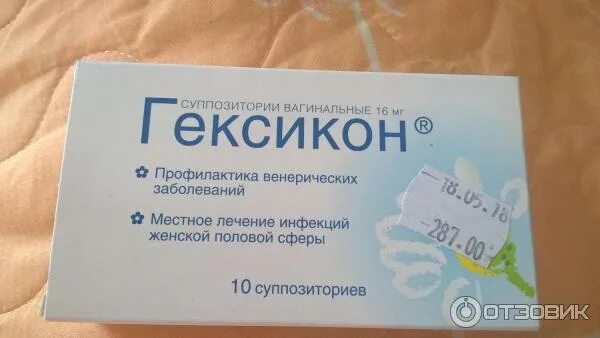 СУППОЗИТОРИИ ВАГИНАЛЬНЫЕ 16 мг
Гексикон®
Профилактика венерических
заболеваний
Местное лечение инфекций
женской половой сферы
10 суппозиториев
18.05.18
287.00
ОТЗОВИК